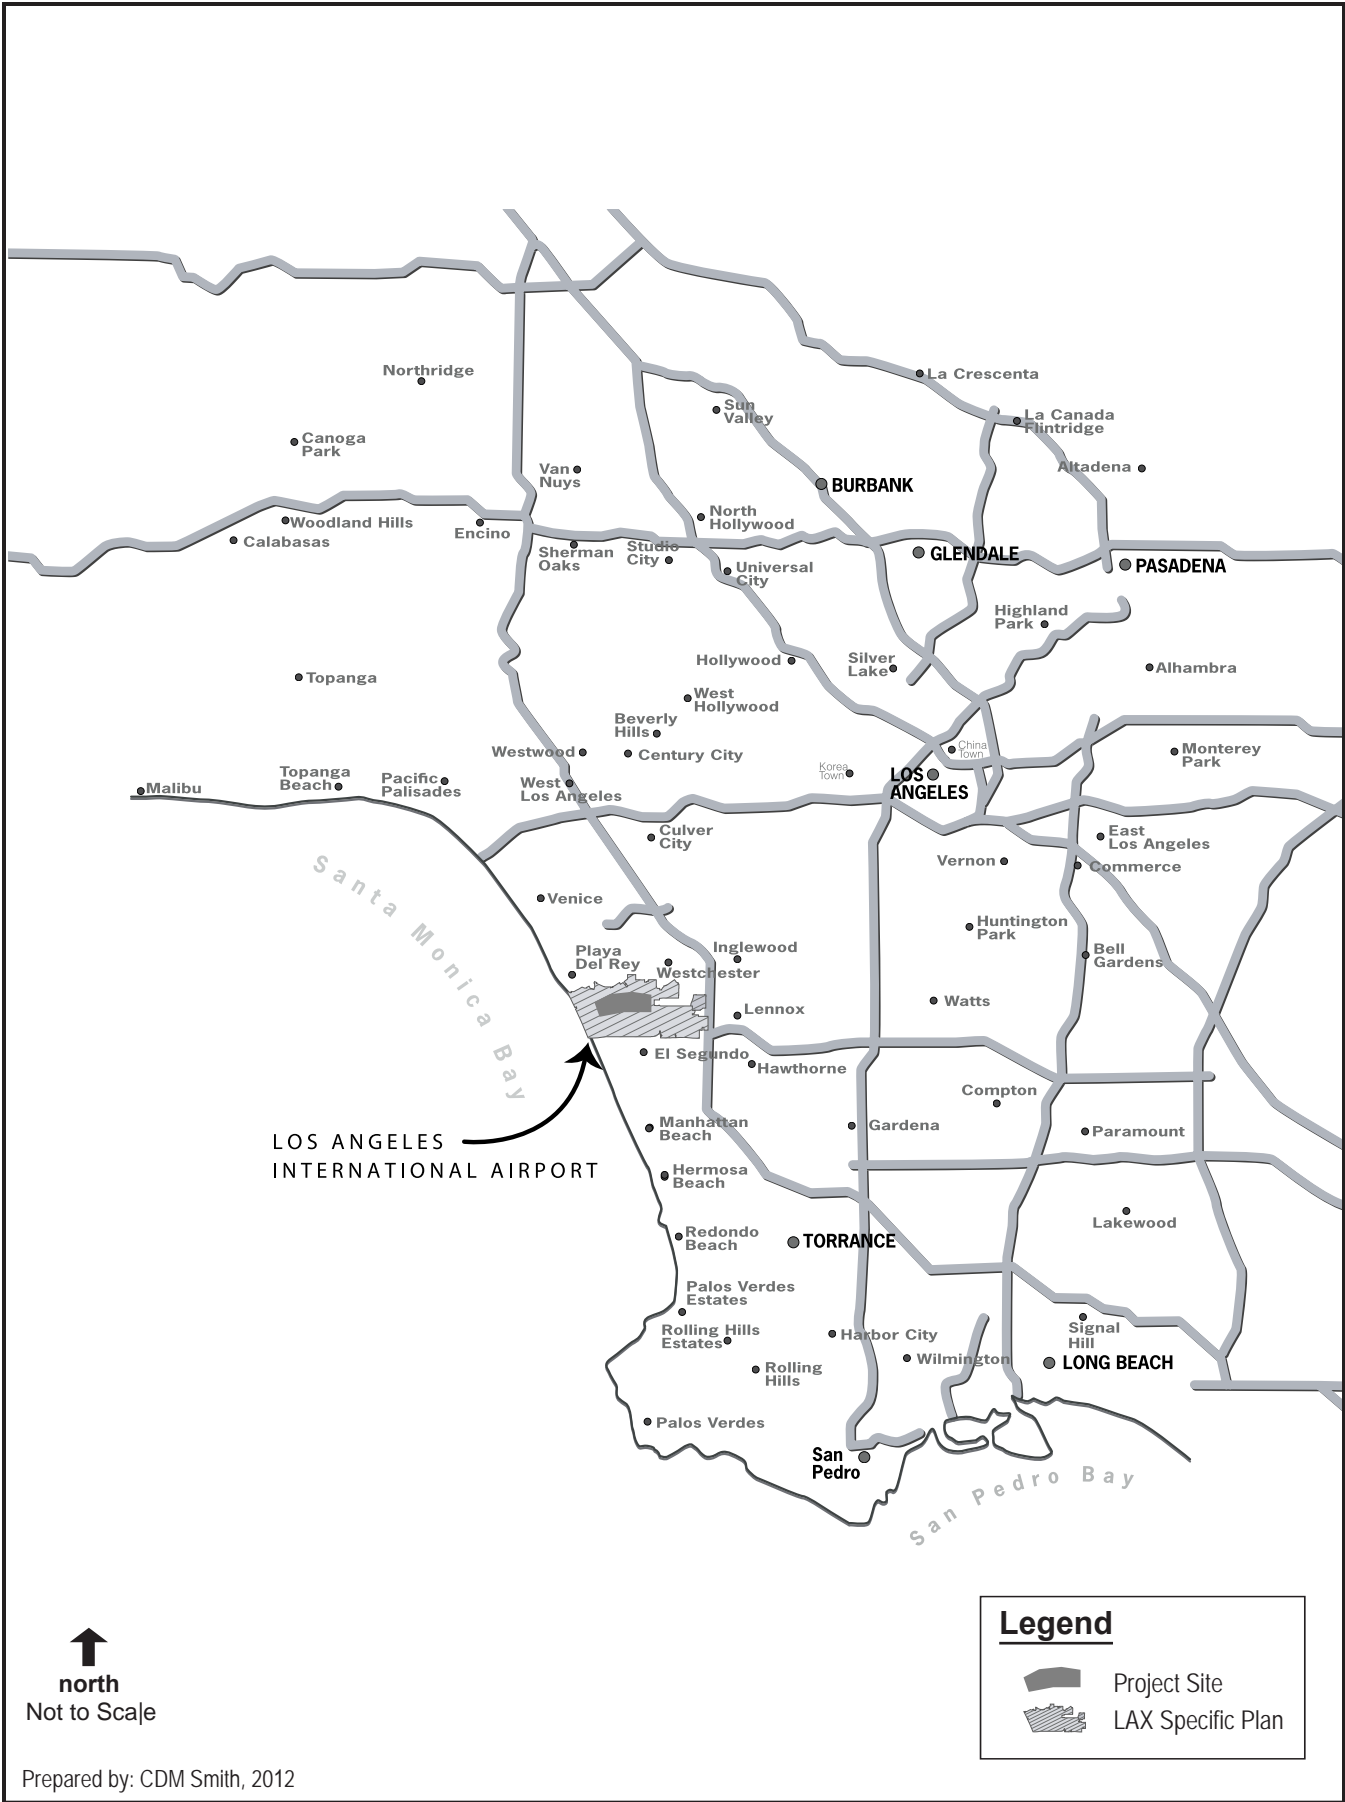 Northridge
La Crescenta
Sun
Valley
La Canada
Flintridge
Canoga
Park
Altadena
Van
Nuys
BURBANK
North
Hollywood
Woodland Hills
Encino
Calabasas
Sherman
Oaks
Studio
City
GLENDALE
Universal
City
PASADENA
Highland
Park
Hollywood
Silver
Lake
Alhambra
Topanga
West
Hollywood
Beverly
Hills
Westwood
Century City
China
Town
Monterey
Park
Korea
Town
LOS
ANGELES
Malibu
Topanga
Beach
Pacific
Palisades
West
Los Angeles
Culver
City
East
Los Angeles
Vernon
Commerce
Santa Monica Bay
Venice
Huntington
Park
Playa
Del Rey
Inglewood
Westchester
Bell
Gardens
Lennox
Watts
El Segundo
Hawthorne
Compton
LOS ANGELES
INTERNATIONAL AIRPORT
Manhattan
Beach
Gardena
Paramount
Hermosa
Beach
Lakewood
Redondo
Beach
TORRANCE
Palos Verdes
Estates
Rolling Hills
Estates
Harbor City
Signal
Hill
Rolling
Hills
Wilmington
LONG BEACH
Palos Verdes
San
Pedro
San Pedro Bay
Legend
Project Site
LAX Specific Plan
north
Not to Scale
Prepared by: CDM Smith, 2012